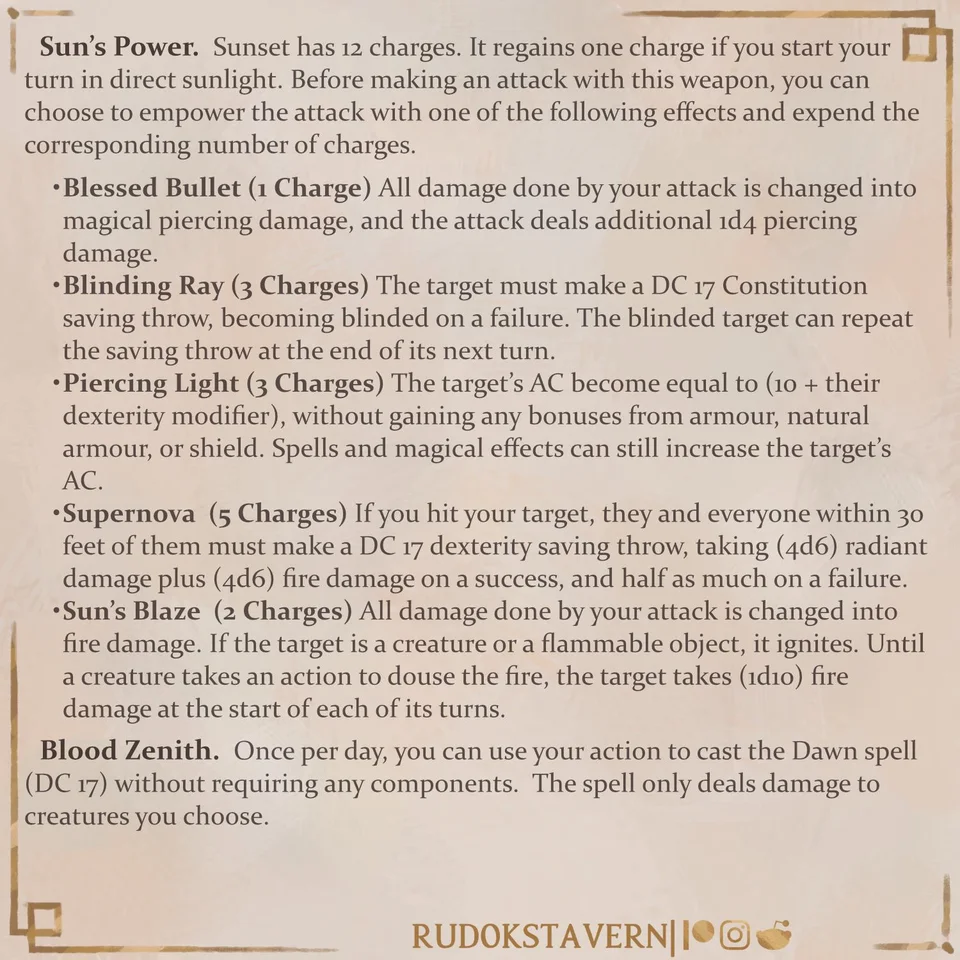 Sun's Power. Sunset has 12 charges. It regains one charge if you start your
turn in direct sunlight. Before making an attack with this weapon, you can
choose to empower the attack with one of the following effects and expend the
corresponding number of charges.
•Blessed Bullet (1 Charge) All damage done by your attack is changed into
magical piercing damage, and the attack deals additional 1d4 piercing
damage.
•Blinding Ray (3 Charges) The target must make a DC 17 Constitution
saving throw, becoming blinded on a failure. The blinded target can repeat
the saving throw at the end of its next turn.
•Piercing Light (3 Charges) The target's AC become equal to (10 + their
dexterity modifier), without gaining any bonuses from armour, natural
armour, or shield. Spells and magical effects can still increase the target's
AC.
•Supernova (5 Charges) If you hit your target, they and everyone within 30
feet of them must make a DC 17 dexterity saving throw, taking (4d6) radiant
damage plus (4d6) fire damage on a success, and half as much on a failure.
•Sun's Blaze (2 Charges) All damage done by your attack is changed into
fire damage. If the target is a creature or a flammable object, it ignites. Until
a creature takes an action to douse the fire, the target takes (1d10) fire
damage at the start of each of its turns.
Blood Zenith. Once per day, you can use your action to cast the Dawn spell
(DC 17) without requiring any components. The spell only deals damage to
creatures you choose.
RUDOKSTAVERN||